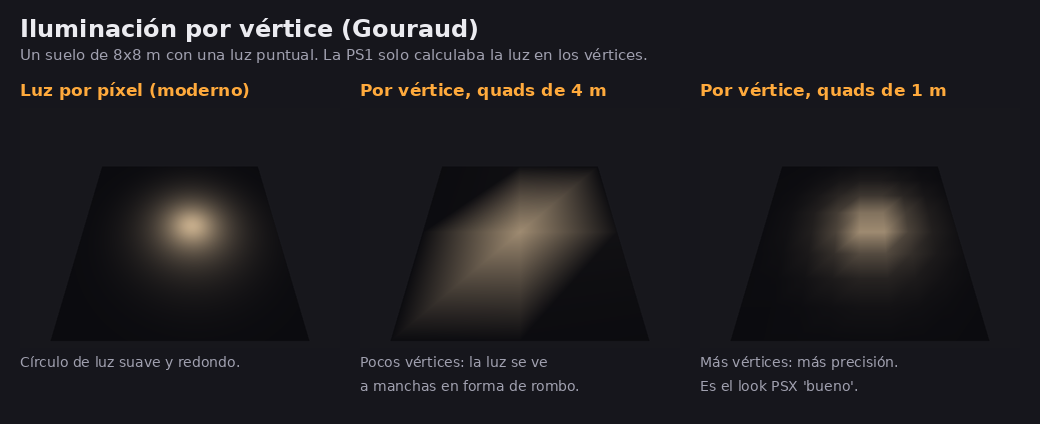 Iluminación por vértice (Gouraud)
Un suelo de 8x8 m con una luz puntual. La PS1 solo calculaba la luz en los vértices.
Luz por píxel (moderno)
Por vértice, quads de 4 m
Por vértice, quads de 1 m
Círculo de luz suave y redondo.
Pocos vértices: la luz se ve
a manchas en forma de rombo.
Más vértices: más precisión.
Es el look PSX 'bueno'.